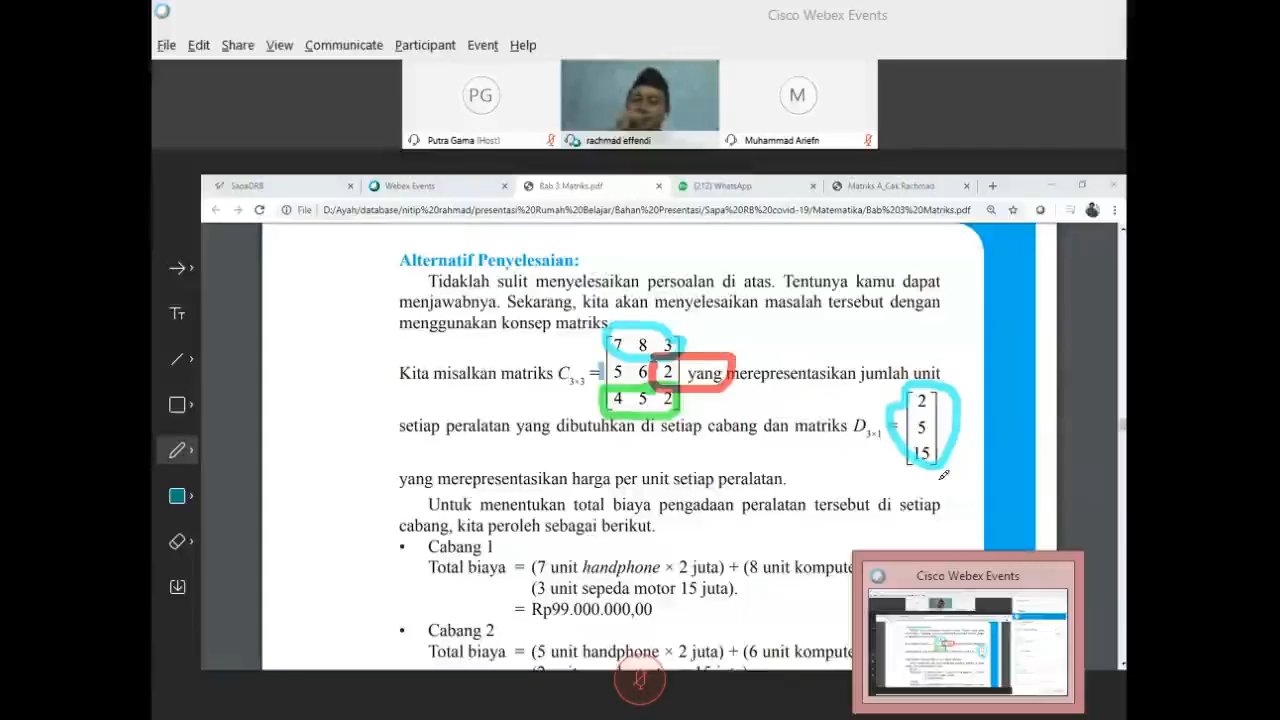 Cisco Webex Events
File Edit Share View Communicate Participant Event Help
PG
M
Putra Gama (Host)
rachmad effendi
Muhammad Ariefn
SapaDRB
Webex Events
Bab 3 Matriks.pdf
(212) WhatsApp
Matriks A_Cak Rachmad
File D:/Ayah/database/nitip%20rahmad/presentasi%20Rumah%20Belajar/Bahan%20Presentasi/Sapa%20RB%20covid-19/Matematika/Bab%203%20Matriks.pdf
Alternatif Penyelesaian:
Tidaklah sulit menyelesaikan persoalan di atas. Tentunya kamu dapat
menjawabnya. Sekarang, kita akan menyelesaikan masalah tersebut dengan
menggunakan konsep matriks.
7 8 3
Kita misalkan matriks C3×3 = 5 6 2 yang merepresentasikan jumlah unit
4 5 2
2
setiap peralatan yang dibutuhkan di setiap cabang dan matriks D3×1 = 5
15
yang merepresentasikan harga per unit setiap peralatan.
Untuk menentukan total biaya pengadaan peralatan tersebut di setiap
cabang, kita peroleh sebagai berikut.
• Cabang 1
Total biaya = (7 unit handphone × 2 juta) + (8 unit kompute
(3 unit sepeda motor 15 juta).
= Rp99.000.000,00
• Cabang 2
Total biaya = (5 unit handphone × 2 juta) + (6 unit kompute
Cisco Webex Events